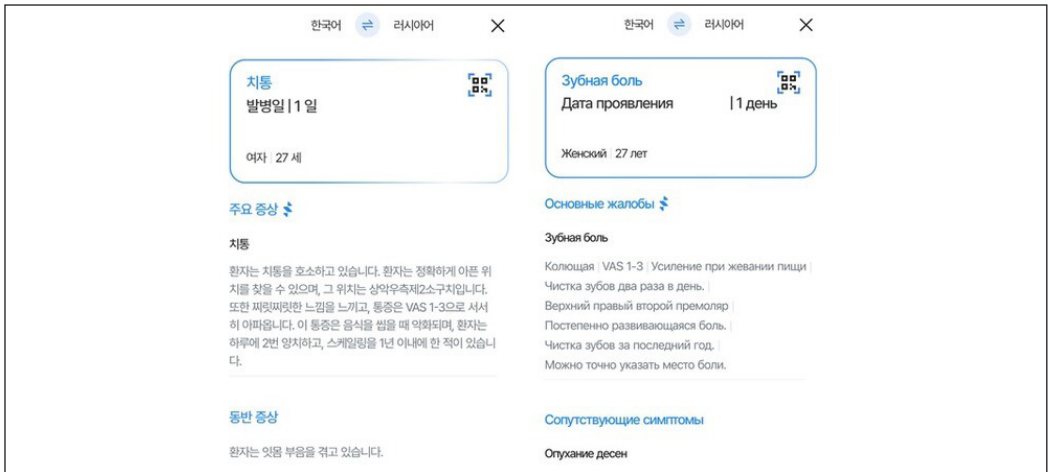 한국어 ⇌ 러시아어 ✕
치통
발병일 | 1 일
여자 | 27 세
주요 증상
치통
환자는 치통을 호소하고 있습니다. 환자는 정확하게 아픈 위
치를 찾을 수 있으며, 그 위치는 상악우측제2소구치입니다.
또한 찌릿찌릿한 느낌을 느끼고, 통증은 VAS 1-3으로 서서
히 아파옵니다. 이 통증은 음식을 씹을 때 악화되며, 환자는
하루에 2번 양치하고, 스케일링을 1년 이내에 한 적이 있습니
다.
동반 증상
환자는 잇몸 부음을 겪고 있습니다.
한국어 ⇌ 러시아어 ✕
Зубная боль
Дата проявления | 1 день
Женский | 27 лет
Основные жалобы
Зубная боль
Колющая | VAS 1-3 | Усиление при жевании пищи |
Чистка зубов два раза в день. |
Верхний правый второй премоляр |
Постепенно развивающаяся боль. |
Чистка зубов за последний год. |
Можно точно указать место боли.
Сопутствующие симптомы
Опухание десен